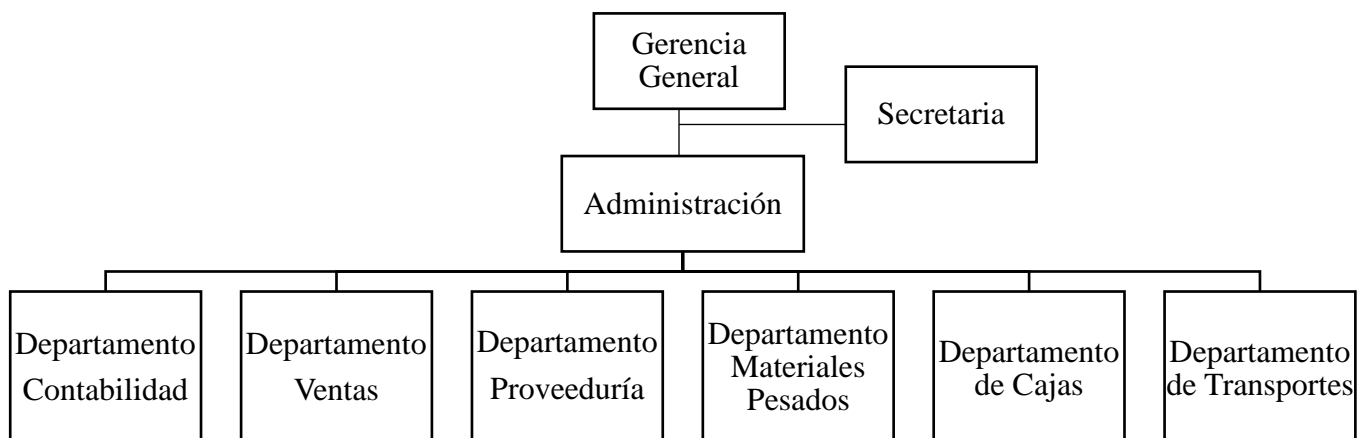 Gerencia
General
Secretaria
Administración
Departamento
Contabilidad
Departamento
Ventas
Departamento
Proveeduría
Departamento
Materiales
Pesados
Departamento
de Cajas
Departamento
de Transportes